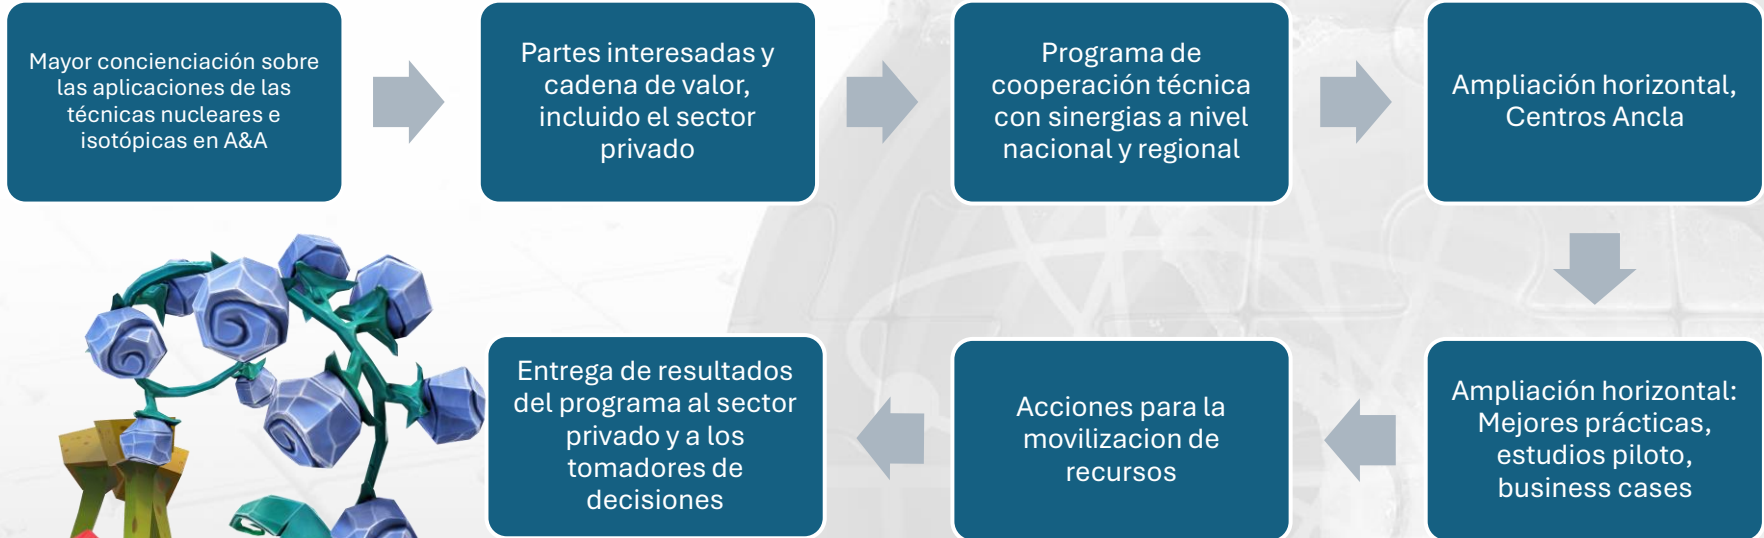 Mayor concienciación sobre
las aplicaciones de las
técnicas nucleares e
isotópicas en A&A
Partes interesadas y
cadena de valor,
incluido el sector
privado
Programa de
cooperación técnica
con sinergias a nivel
nacional y regional
Ampliación horizontal,
Centros Ancla
Ampliación horizontal:
Mejores prácticas,
estudios piloto,
business cases
Acciones para la
movilizacion de
recursos
Entrega de resultados
del programa al sector
privado y a los
tomadores de
decisiones